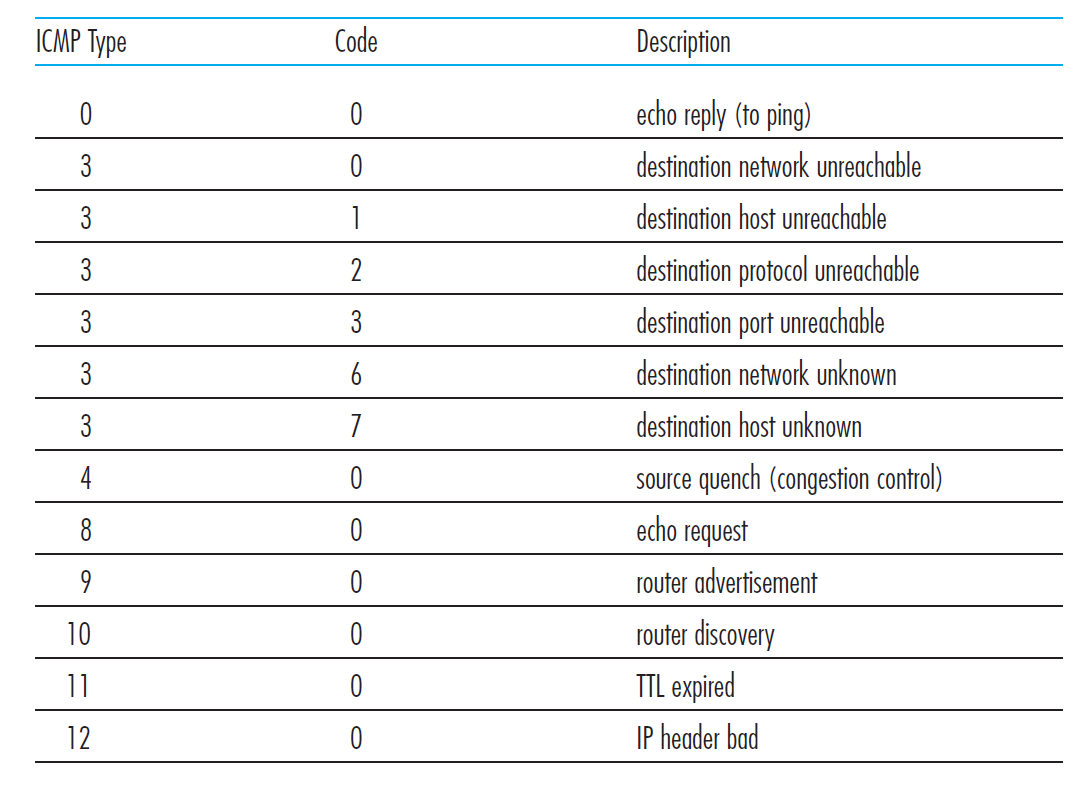 ICMP Type Code Description
0 0 echo reply (to ping)
3 0 destination network unreachable
3 1 destination host unreachable
3 2 destination protocol unreachable
3 3 destination port unreachable
3 6 destination network unknown
3 7 destination host unknown
4 0 source quench (congestion control)
8 0 echo request
9 0 router advertisement
10 0 router discovery
11 0 TTL expired
12 0 IP header bad